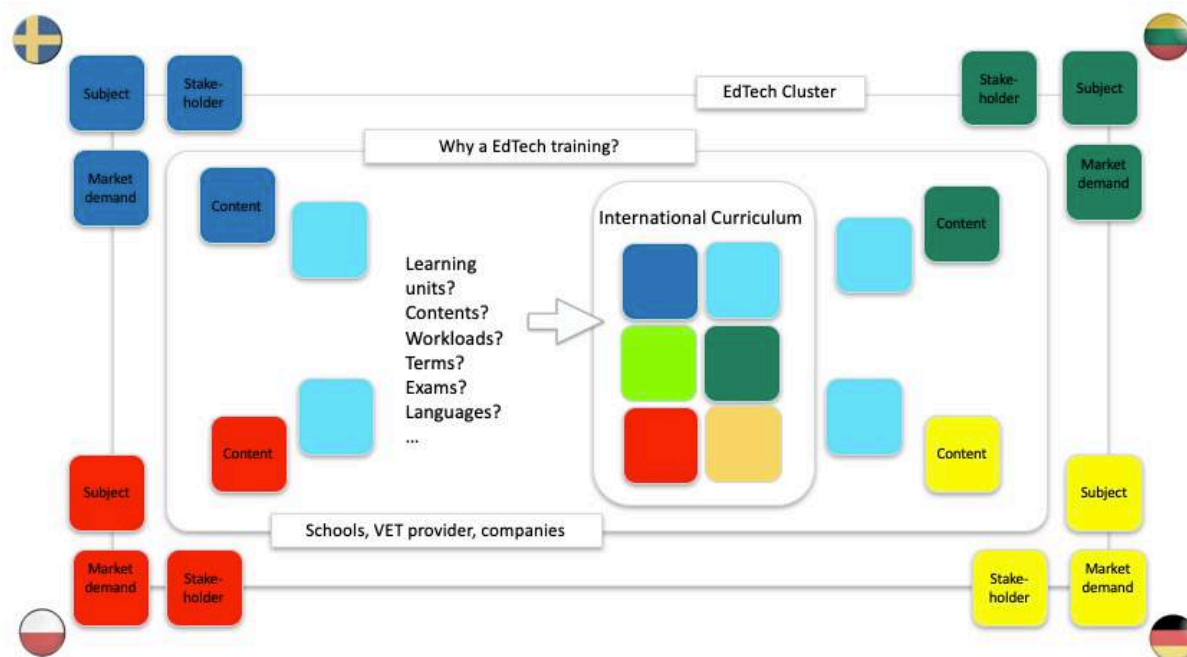 Subject
Stake-
holder
EdTech Cluster
Stake-
holder
Subject
Why a EdTech training?
Market
demand
Market
demand
Content
International Curriculum
Content
Learning
units?
Contents?
Workloads?
Terms?
Exams?
Languages?
...
Content
Content
Subject
Subject
Schools, VET provider, companies
Market
demand
Stake-
holder
Stake-
holder
Market
demand